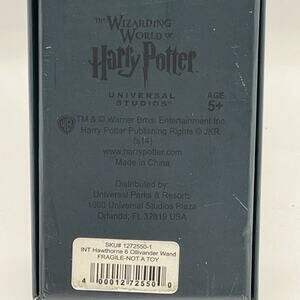 THE WIZARDING
WORLD OF
Harry Potter
UNIVERSAL
STUDIOS
AGE
5+
TM & © Warner Bros. Entertainment Inc.
Harry Potter Publishing Rights © JKR.
(s14)
www.harrypotter.com
Made in China
Distributed by:
Universal Parks & Resorts
1000 Universal Studios Plaza
Orlando, FL 32819 USA
SKU# 1272550-1
INT Hawthorne 6 Ollivander Wand
FRAGILE-NOT A TOY
4 00012 72550 0